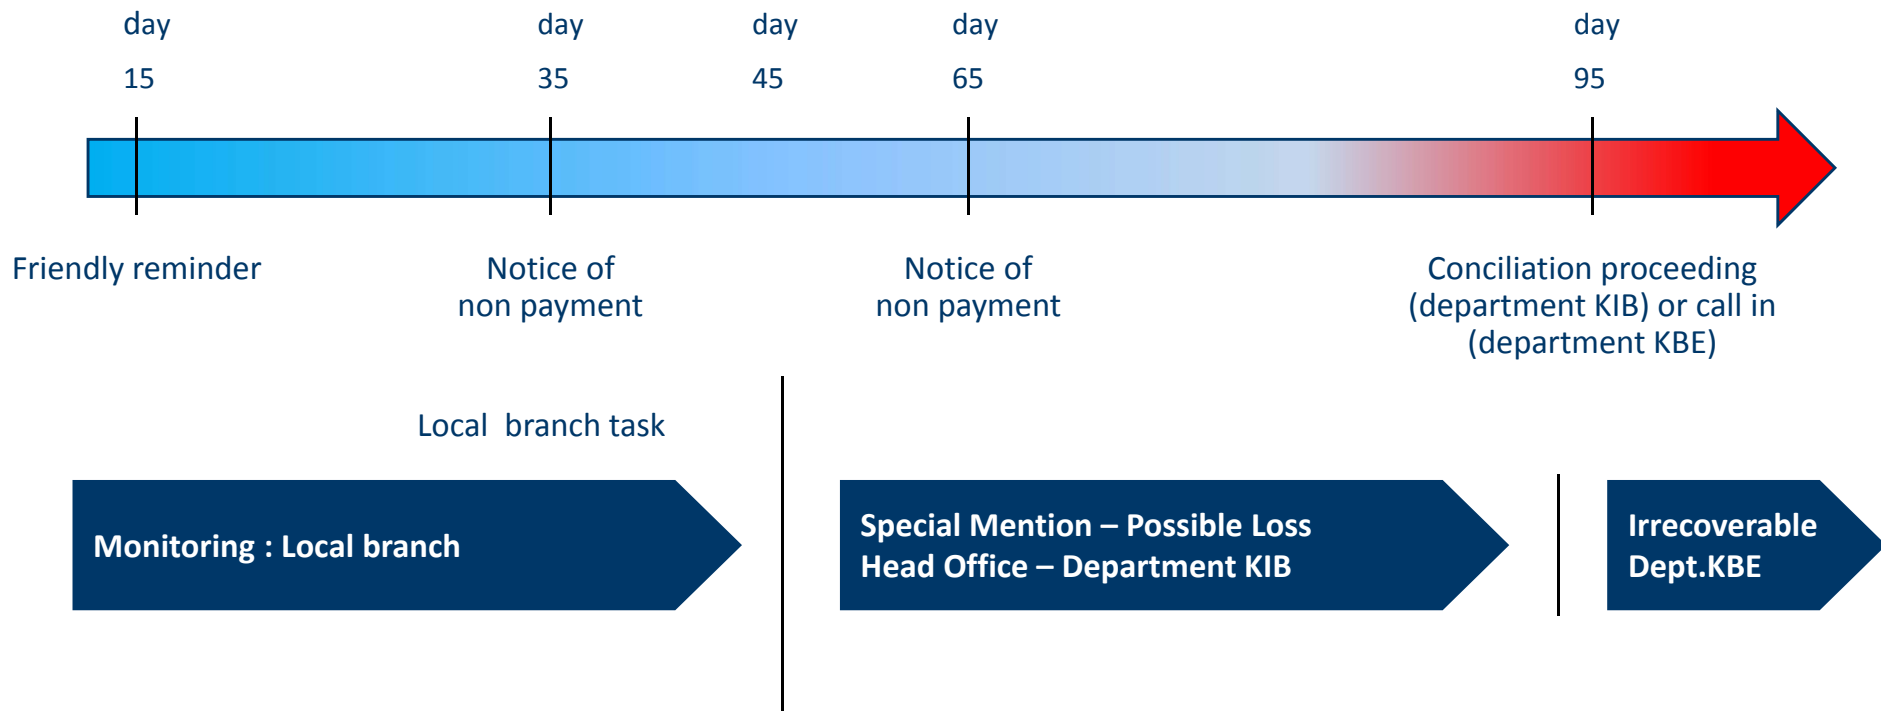 day day day day day
15 35 45 65 95
Friendly reminder
Notice of
non payment
Notice of
non payment
Conciliation proceeding
(department KIB) or call in
(department KBE)
Local branch task
Monitoring : Local branch
Special Mention – Possible Loss
Head Office – Department KIB
Irrecoverable
Dept.KBE